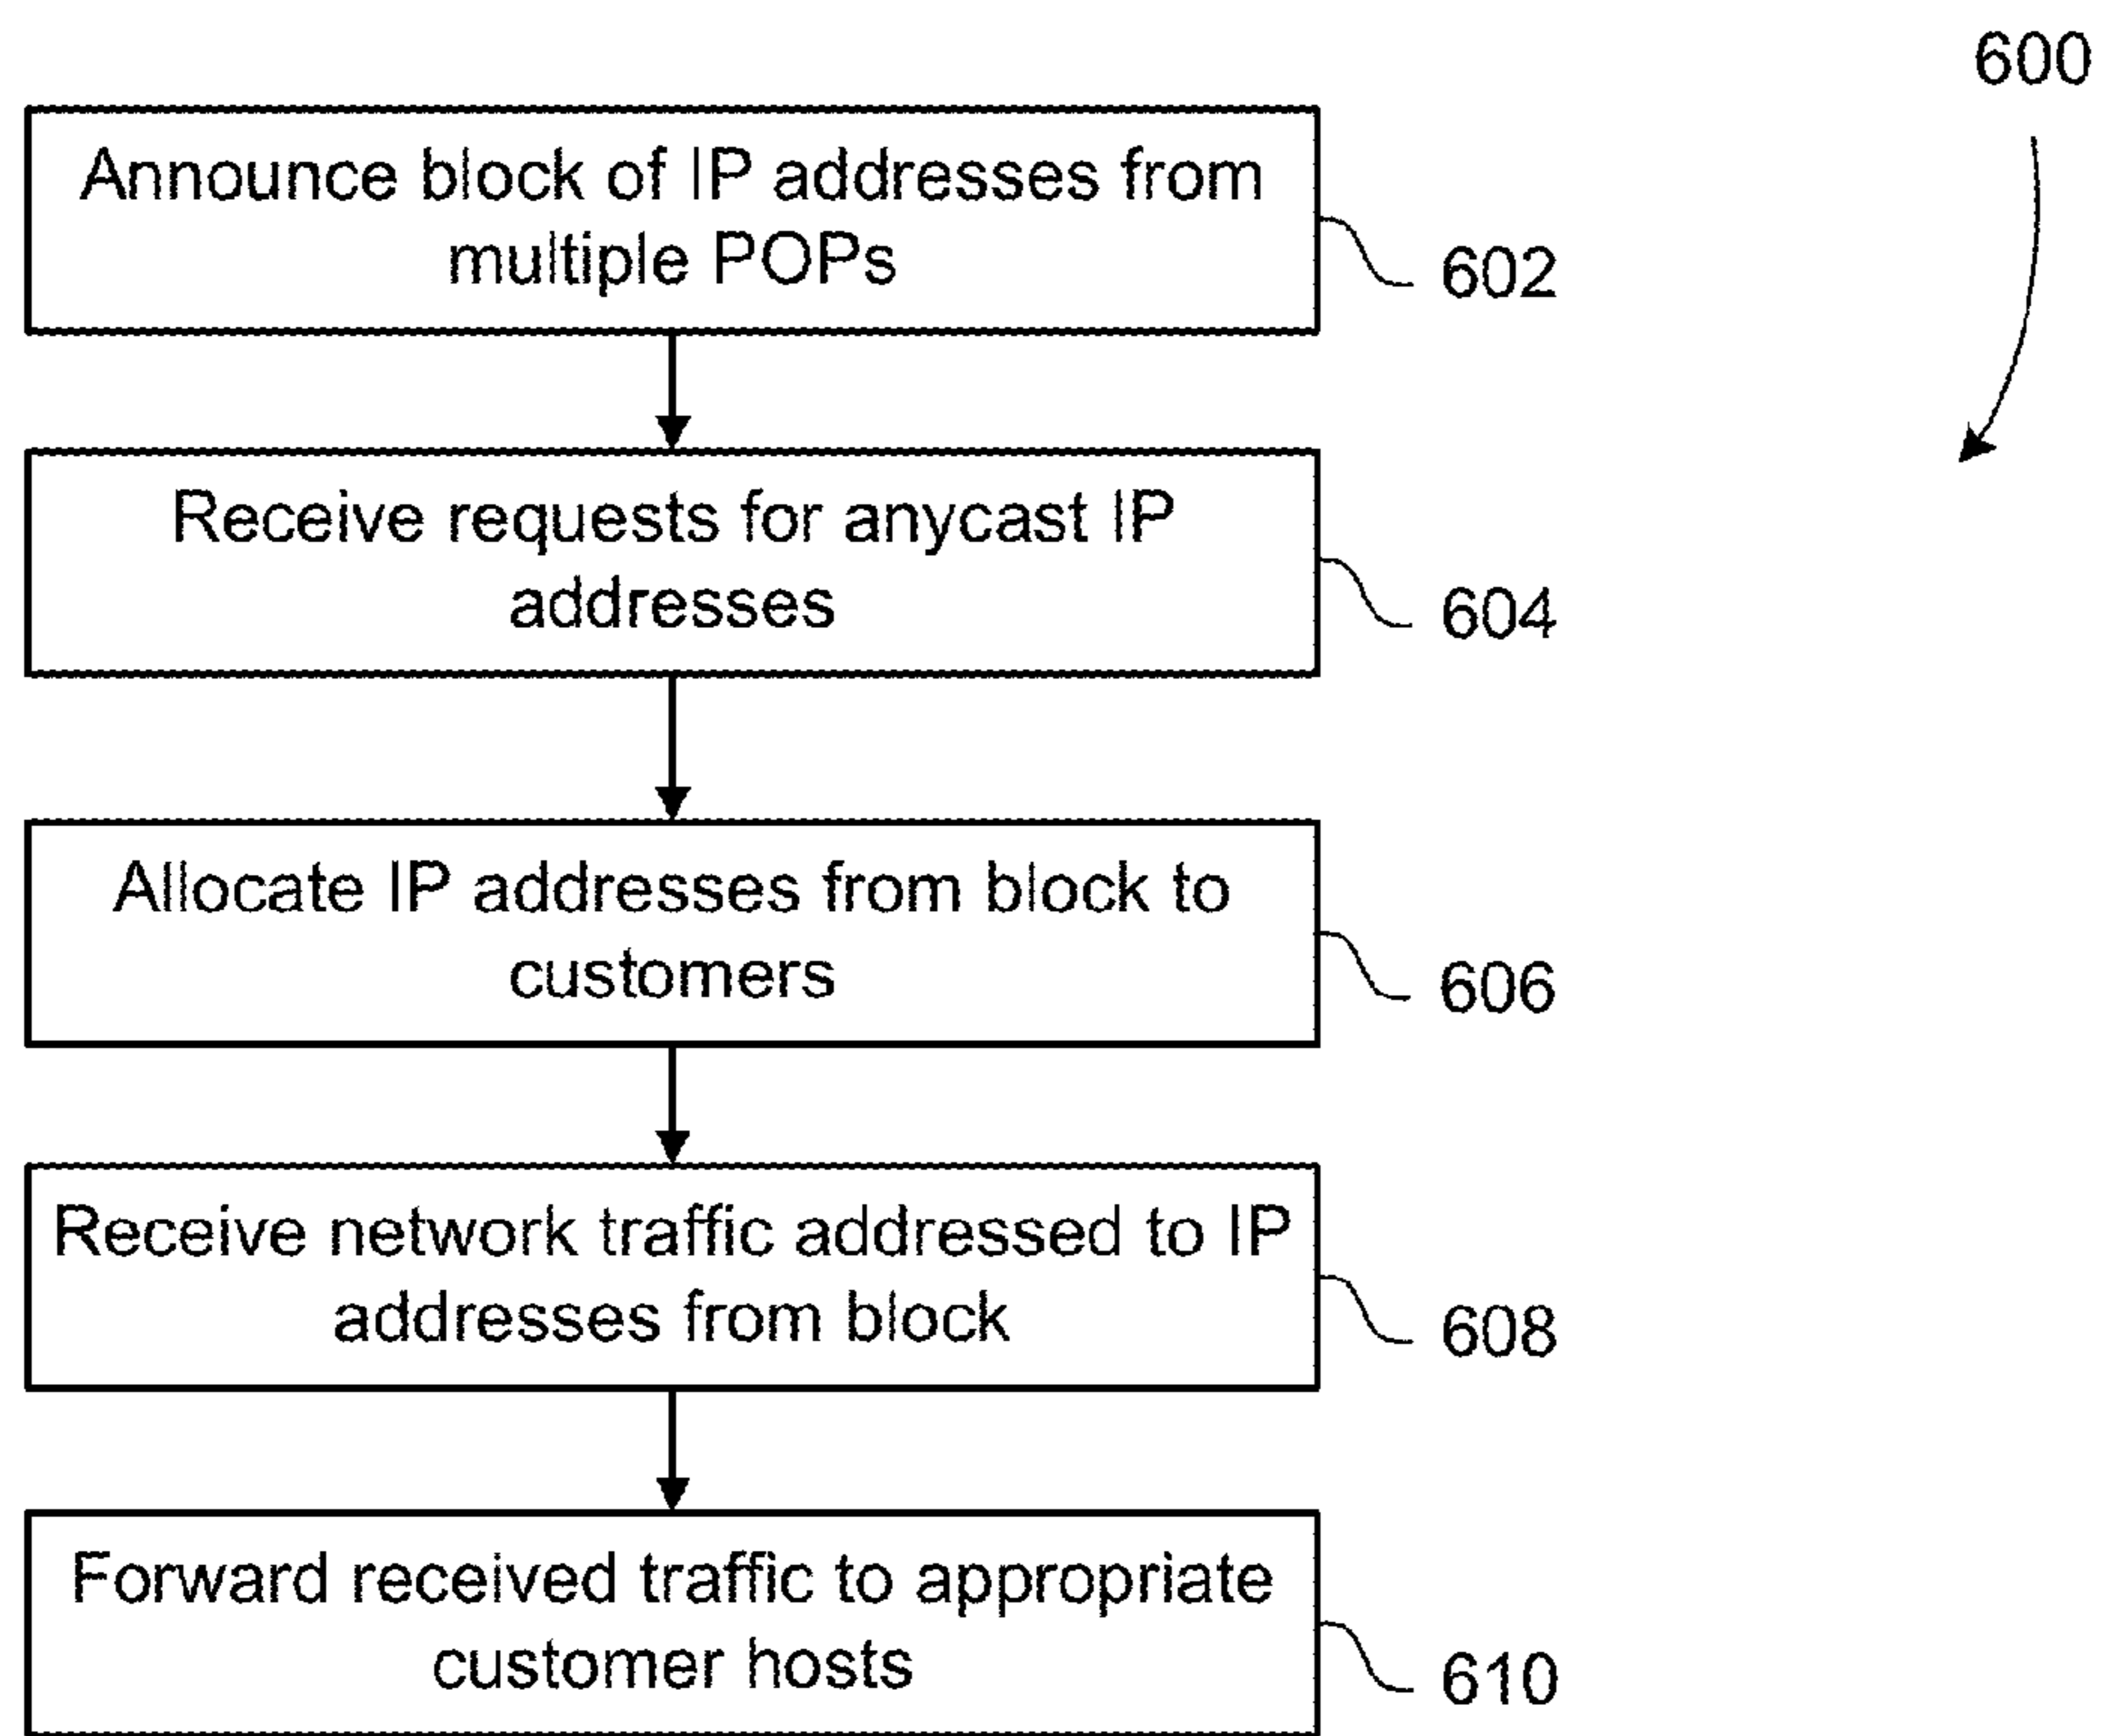 600
Announce block of IP addresses from
multiple POPs
602
Receive requests for anycast IP
addresses
604
Allocate IP addresses from block to
customers
606
Receive network traffic addressed to IP
addresses from block
608
Forward received traffic to appropriate
customer hosts
610